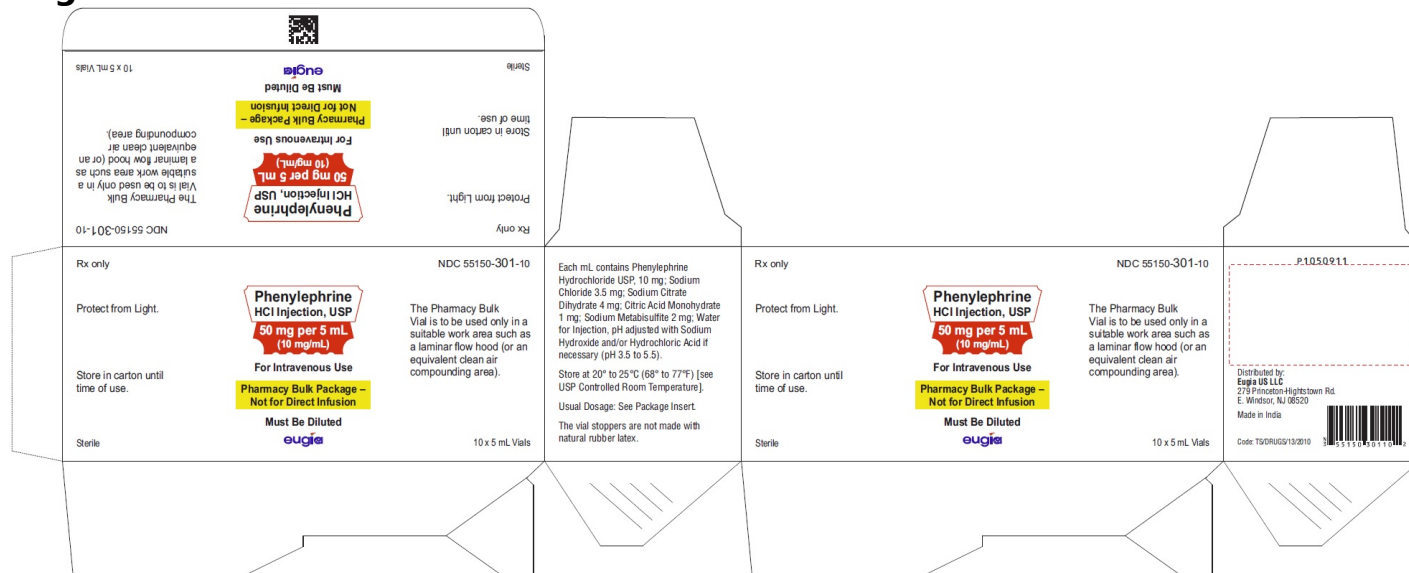 10 x 5 mL Vials
eugia
Sterile
Must Be Diluted
Pharmacy Bulk Package –
Not for Direct Infusion
For Intravenous Use
50 mg per 5 mL
(10 mg/mL)
Phenylephrine
HCl Injection, USP
Store in carton until
time of use.
Protect from Light.
Rx only
The Pharmacy Bulk
Vial is to be used only in a
suitable work area such as
a laminar flow hood (or an
equivalent clean air
compounding area).
NDC 55150-301-10
Rx only
NDC 55150-301-10
Protect from Light.
Phenylephrine
HCl Injection, USP
50 mg per 5 mL
(10 mg/mL)
The Pharmacy Bulk
Vial is to be used only in a
suitable work area such as
a laminar flow hood (or an
equivalent clean air
compounding area).
Store in carton until
time of use.
For Intravenous Use
Pharmacy Bulk Package –
Not for Direct Infusion
Must Be Diluted
Sterile
eugia
10 x 5 mL Vials
Each mL contains Phenylephrine
Hydrochloride USP, 10 mg; Sodium
Chloride 3.5 mg; Sodium Citrate
Dihydrate 4 mg; Citric Acid Monohydrate
1 mg; Sodium Metabisulfite 2 mg; Water
for Injection, pH adjusted with Sodium
Hydroxide and/or Hydrochloric Acid if
necessary (pH 3.5 to 5.5).
Store at 20° to 25°C (68° to 77°F) [see
USP Controlled Room Temperature].
Usual Dosage: See Package Insert.
The vial stoppers are not made with
natural rubber latex.
Rx only
NDC 55150-301-10
Protect from Light.
Phenylephrine
HCl Injection, USP
50 mg per 5 mL
(10 mg/mL)
The Pharmacy Bulk
Vial is to be used only in a
suitable work area such as
a laminar flow hood (or an
equivalent clean air
compounding area).
Store in carton until
time of use.
For Intravenous Use
Pharmacy Bulk Package –
Not for Direct Infusion
Must Be Diluted
Sterile
eugia
10 x 5 mL Vials
P1050911
Distributed by:
Eugia US LLC
279 Princeton-Hightstown Rd.
E. Windsor, NJ 08520
Made in India
Code: TS/DRUGS/13/2010
55150 30110 2